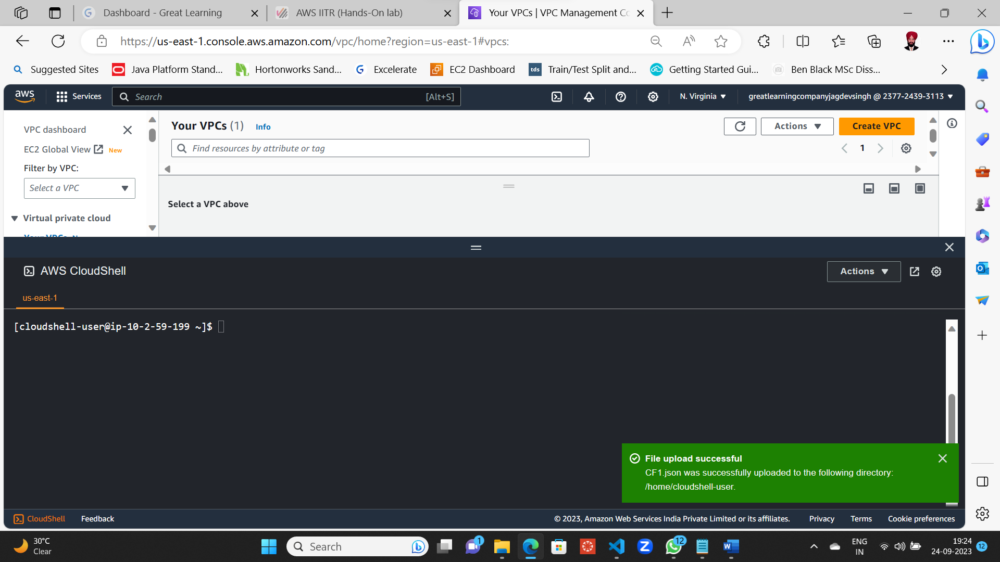 Dashboard - Great Learning
AWS IITR (Hands-On lab)
Your VPCs | VPC Management Co
https://us-east-1.console.aws.amazon.com/vpc/home?region=us-east-1#vpcs:
Suggested Sites
Java Platform Stand...
Hortonworks Sand...
Excelerate
EC2 Dashboard
tds
Train/Test Split and...
Getting Started Gui...
Ben Black MSc Diss...
aws
Services
Search
[Alt+S]
N. Virginia
greatlearningcompanyjagdevsingh @ 2377-2439-3113
VPC dashboard
EC2 Global View
New
Filter by VPC:
Select a VPC
Virtual private cloud
Your VPCs
Your VPCs (1)
Info
Actions
Create VPC
Find resources by attribute or tag
1
Select a VPC above
AWS CloudShell
Actions
us-east-1
[cloudshell-user@ip-10-2-59-199 ~]$
File upload successful
CF1.json was successfully uploaded to the following directory:
/home/cloudshell-user.
CloudShell
Feedback
© 2023, Amazon Web Services India Private Limited or its affiliates.
Privacy
Terms
Cookie preferences
30°C
Clear
Search
1
12
ENG
IN
19:24
24-09-2023
12